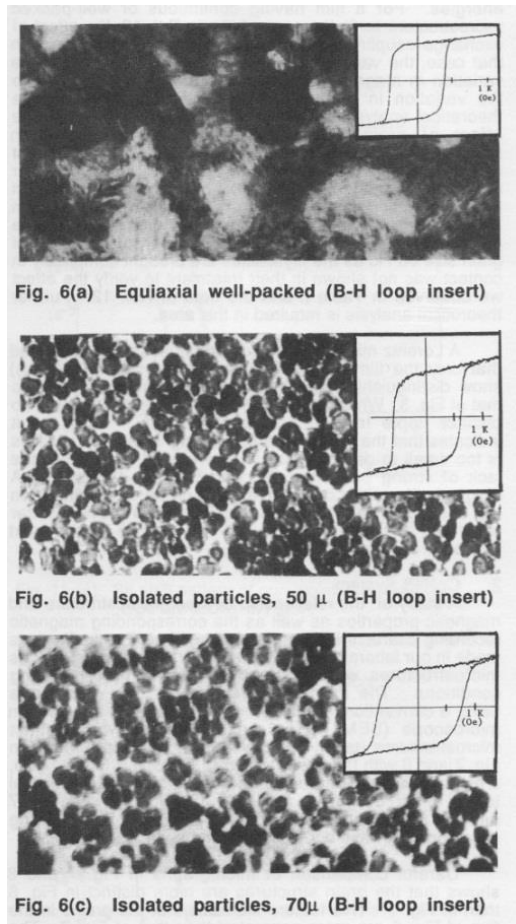 1 K
(Oe)
Fig. 6(a) Equiaxial well-packed (B-H loop insert)
1 K
(Oe)
Fig. 6(b) Isolated particles, 50 μ (B-H loop insert)
1 K
(Oe)
Fig. 6(c) Isolated particles, 70μ (B-H loop insert)